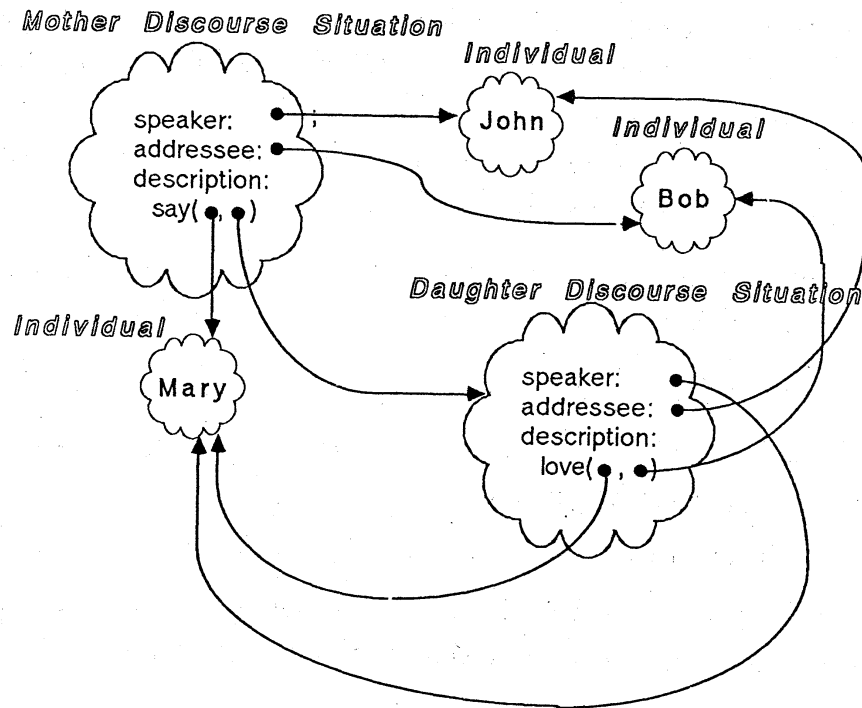 Mother Discourse Situation
Individual
John
Individual
Bob
speaker: ;
addressee:
description:
say( , )
Daughter Discourse Situation
Individual
Mary
speaker:
addressee:
description:
love( , )